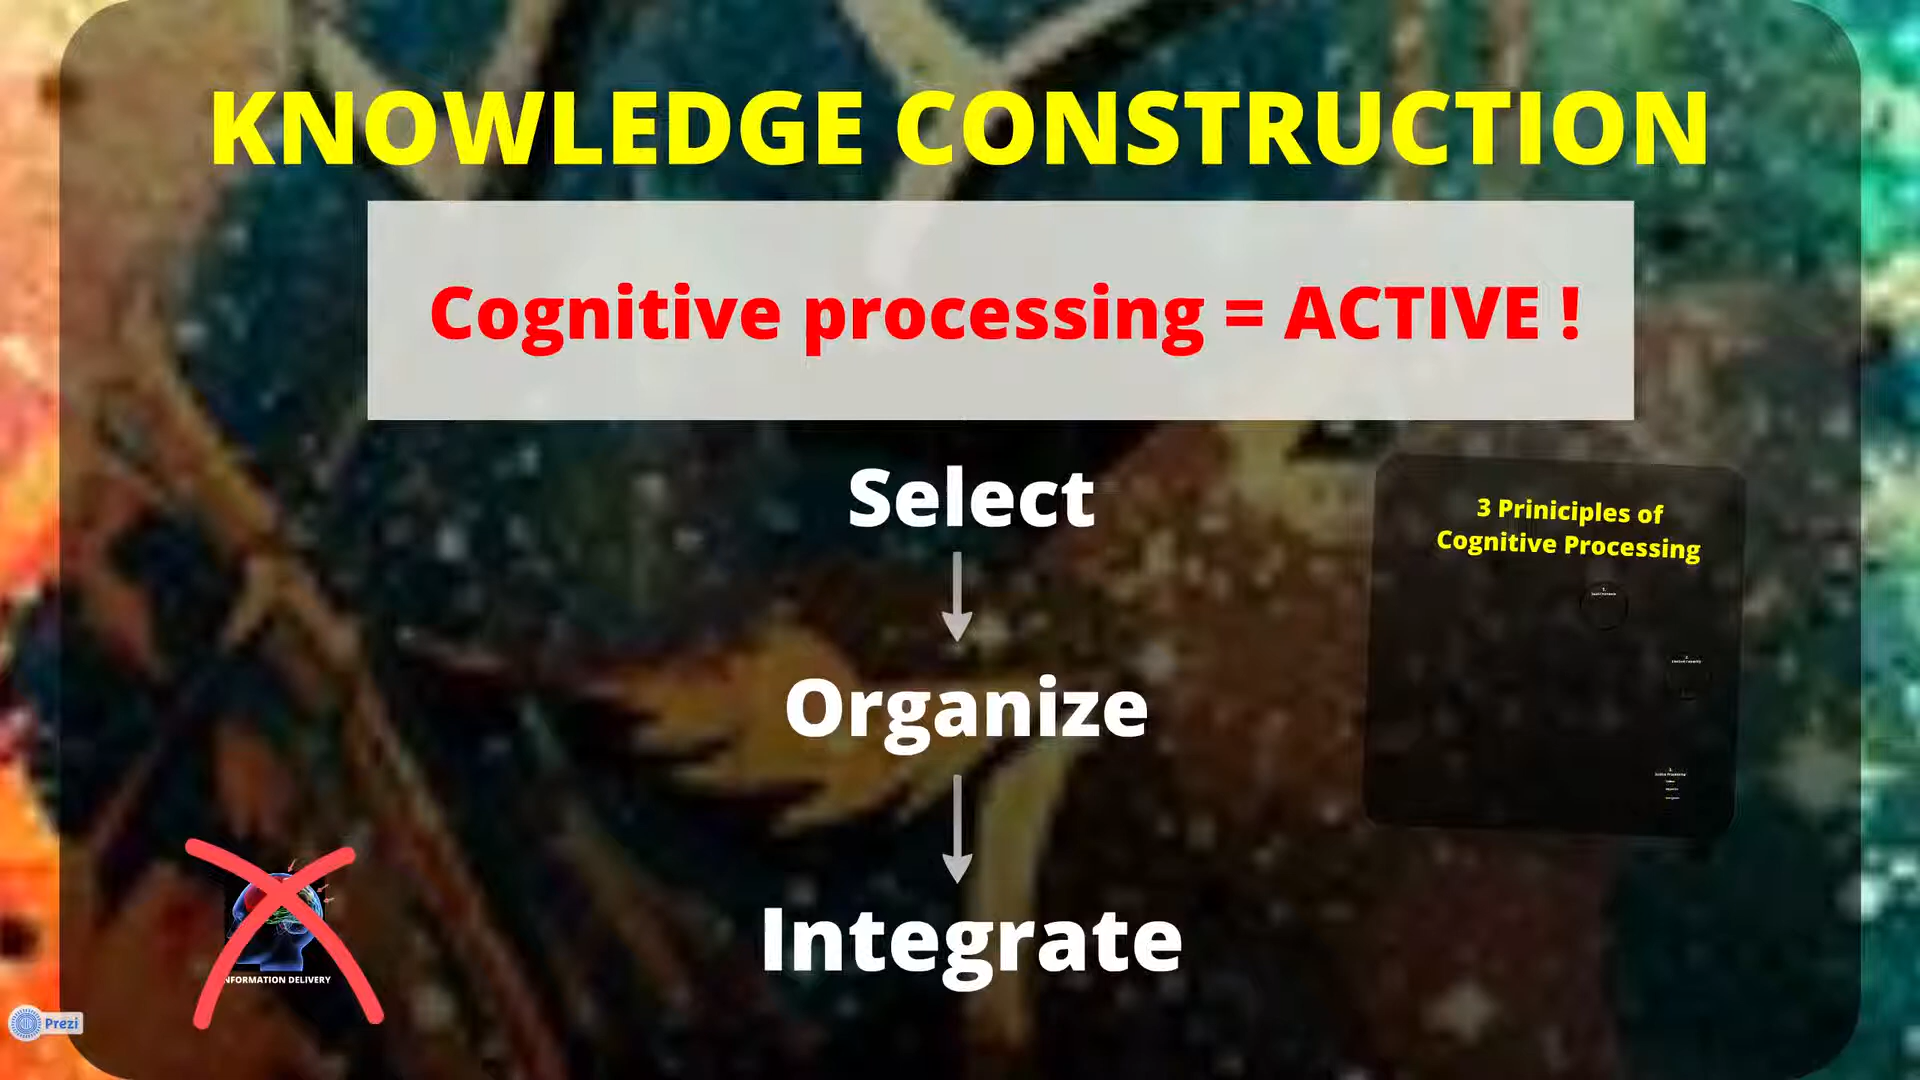 KNOWLEDGE CONSTRUCTION
Cognitive processing = ACTIVE !
Select
Organize
Integrate
3 Priniciples of
Cognitive Processing
NFORMATION DELIVERY
Prezi